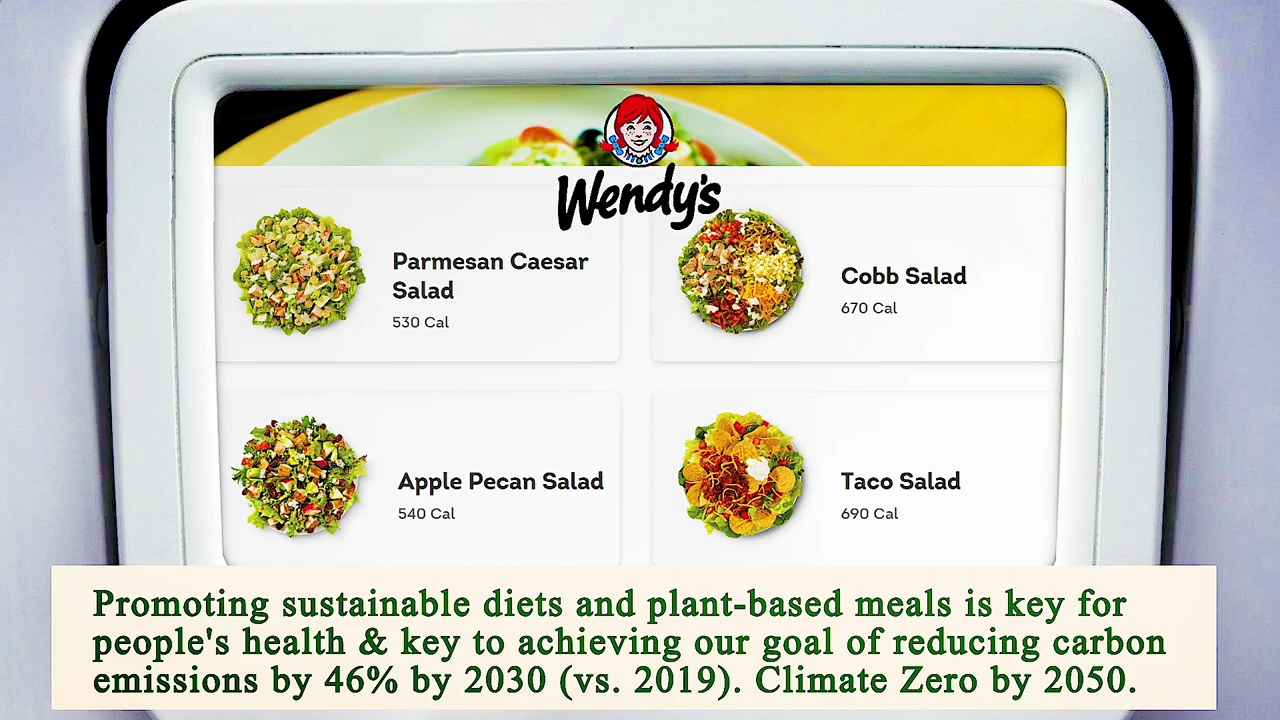 Wendy's
Parmesan Caesar
Salad
530 Cal
Cobb Salad
670 Cal
Apple Pecan Salad
540 Cal
Taco Salad
690 Cal
Promoting sustainable diets and plant-based meals is key for
people's health & key to achieving our goal of reducing carbon
emissions by 46% by 2030 (vs. 2019). Climate Zero by 2050.